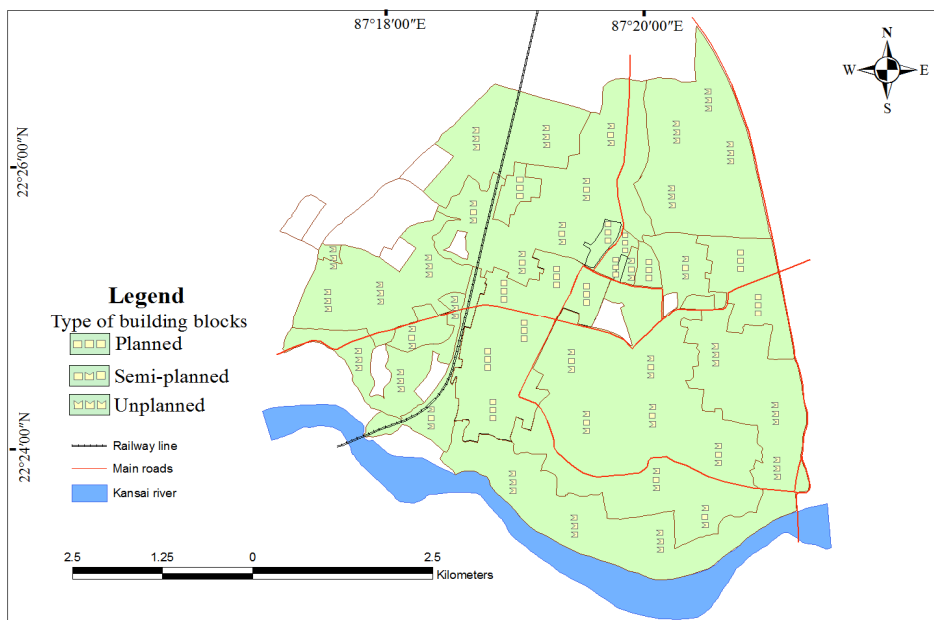 87°18'00"E
87°20'00"E
N
W
E
S
22°26'00"N
22°24'00"N
Legend
Type of building blocks
Planned
Semi-planned
Unplanned
Railway line
Main roads
Kansai river
2.5
1.25
0
2.5
Kilometers